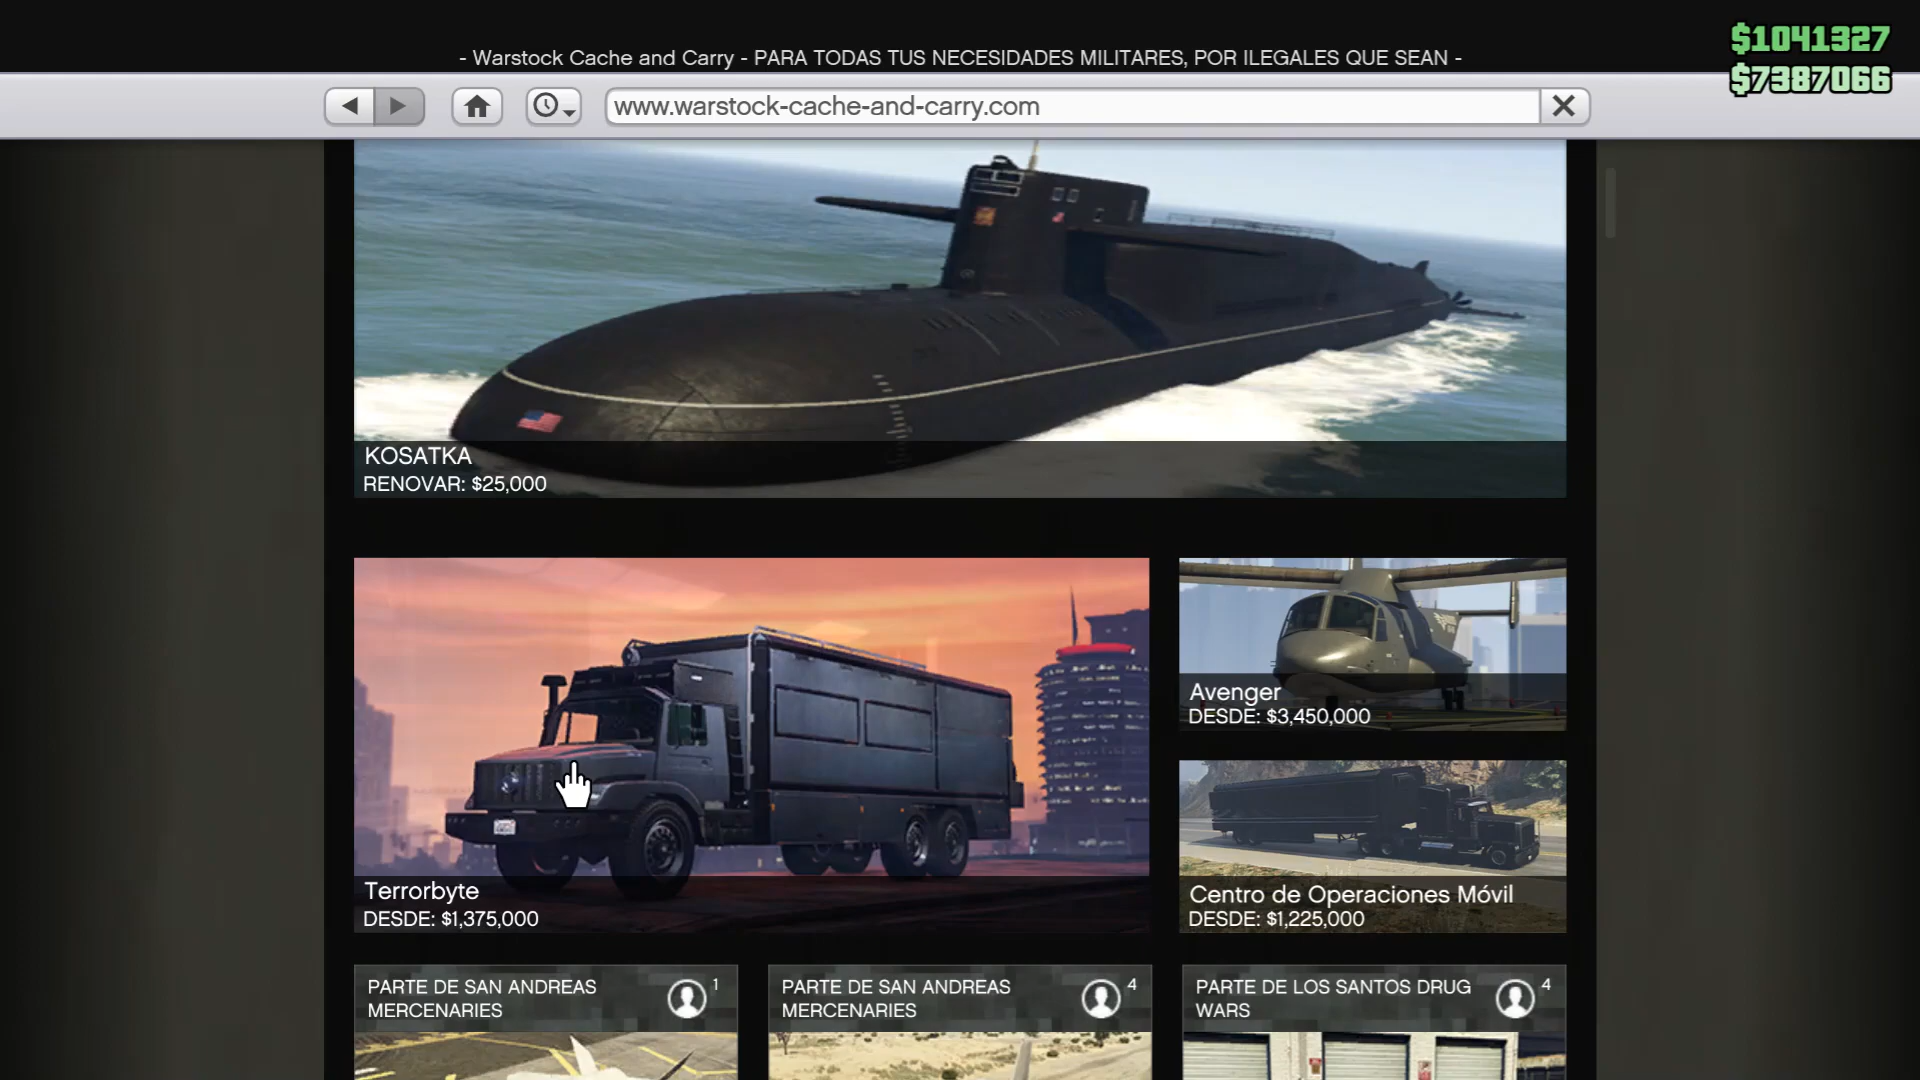 - Warstock Cache and Carry - PARA TODAS TUS NECESIDADES MILITARES, POR ILEGALES QUE SEAN -
$1041327
$7387066
www.warstock-cache-and-carry.com
KOSATKA
RENOVAR: $25,000
Terrorbyte
DESDE: $1,375,000
Avenger
DESDE: $3,450,000
Centro de Operaciones Móvil
DESDE: $1,225,000
PARTE DE SAN ANDREAS
MERCENARIES
1
PARTE DE SAN ANDREAS
MERCENARIES
4
PARTE DE LOS SANTOS DRUG
WARS
4